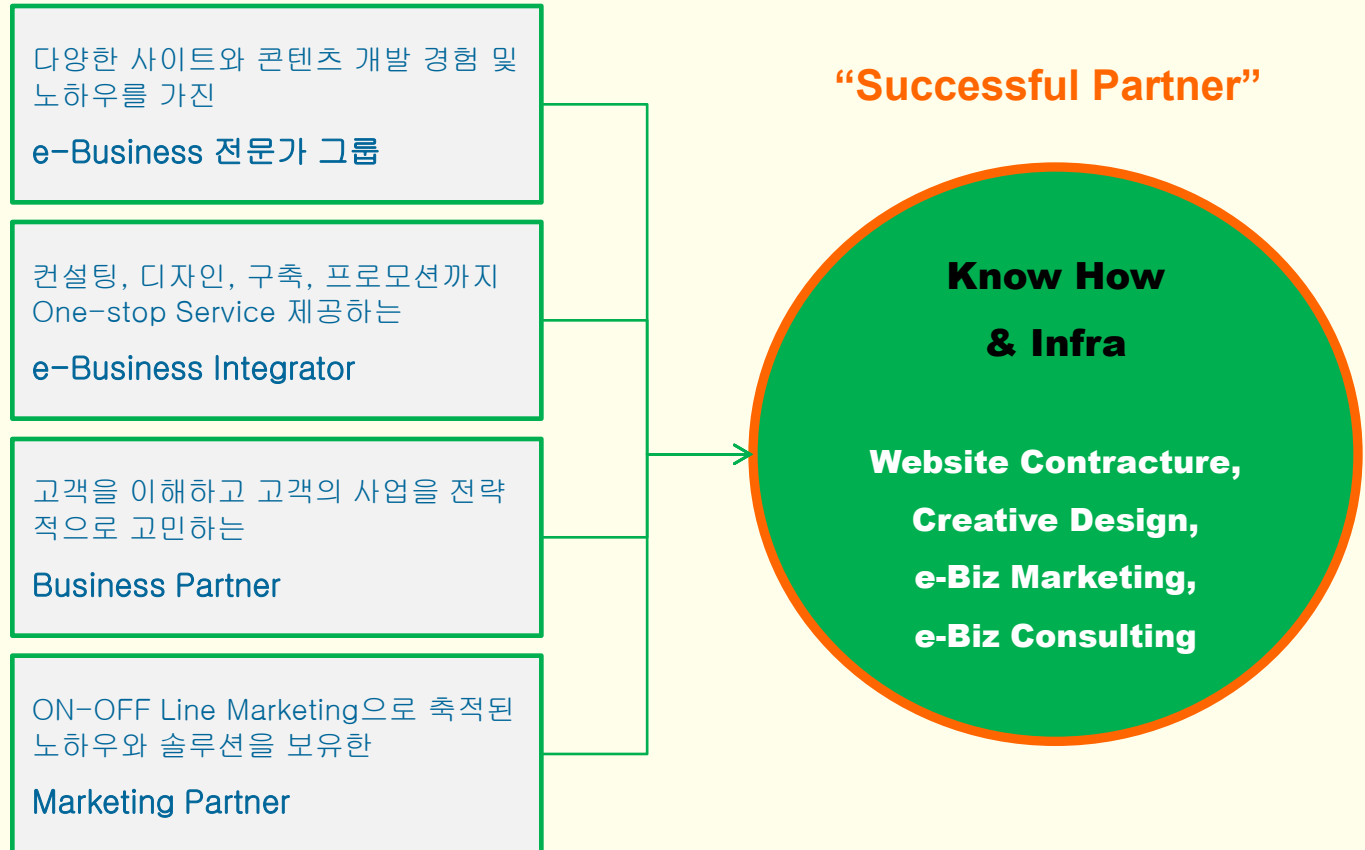 다양한 사이트와 콘텐츠 개발 경험 및
노하우를 가진
e-Business 전문가 그룹
컨설팅, 디자인, 구축, 프로모션까지
One-stop Service 제공하는
e-Business Integrator
고객을 이해하고 고객의 사업을 전략
적으로 고민하는
Business Partner
ON-OFF Line Marketing으로 축적된
노하우와 솔루션을 보유한
Marketing Partner
“Successful Partner”
Know How
& Infra
Website Contracture,
Creative Design,
e-Biz Marketing,
e-Biz Consulting